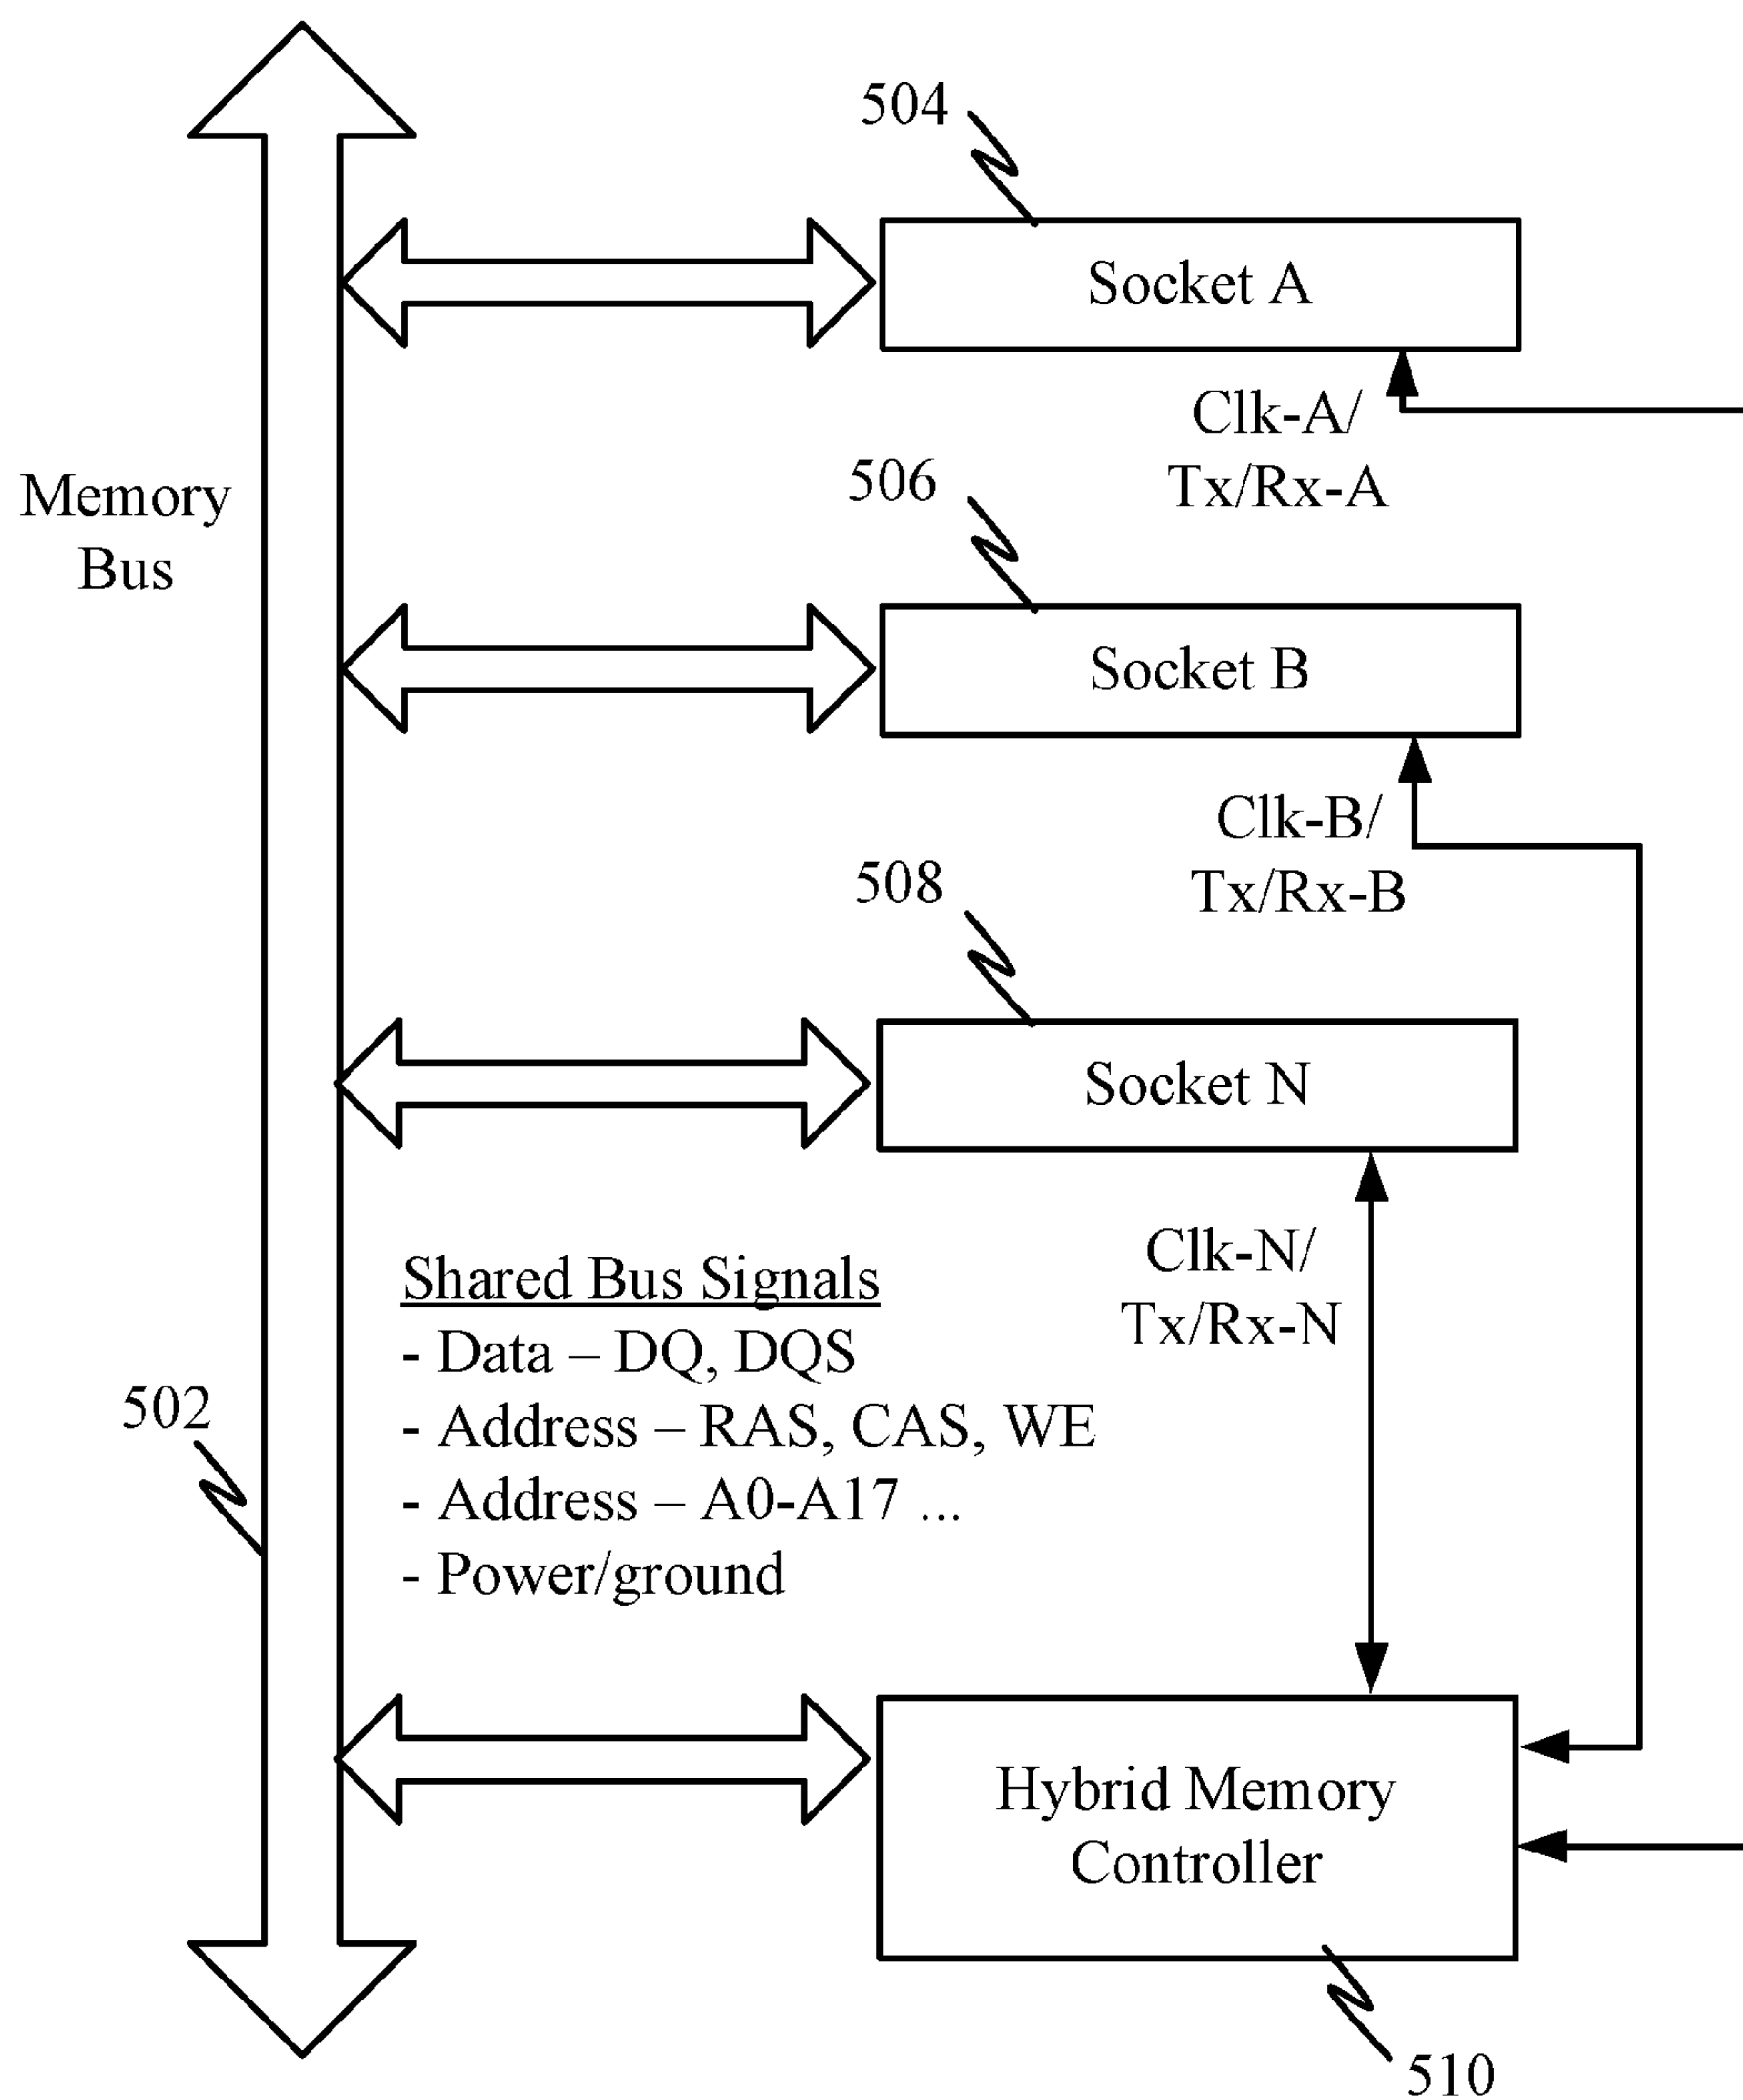 504
Socket A
Clk-A/
Tx/Rx-A
Memory
Bus
506
Socket B
Clk-B/
Tx/Rx-B
508
Socket N
Clk-N/
Tx/Rx-N
Shared Bus Signals
- Data – DQ, DQS
- Address – RAS, CAS, WE
- Address – A0-A17 ...
- Power/ground
502
Hybrid Memory
Controller
510